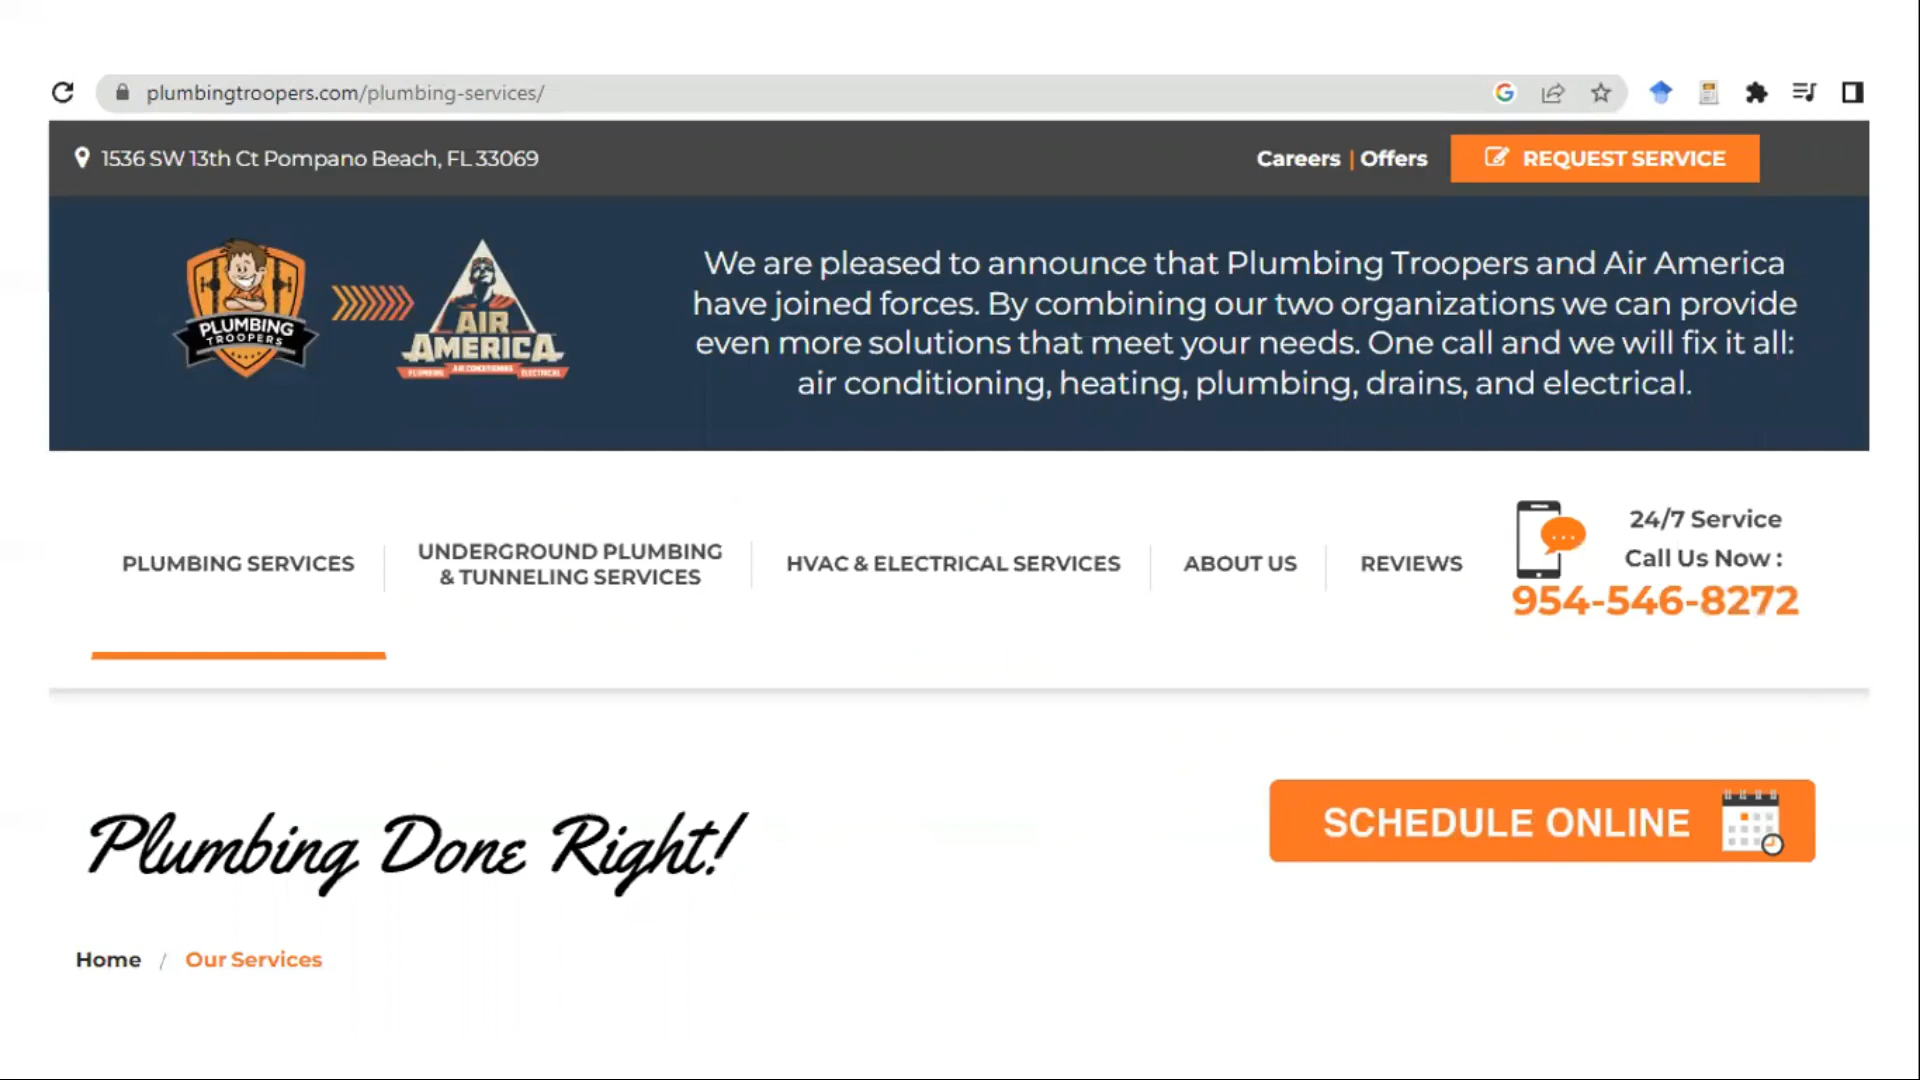 plumbingtroopers.com/plumbing-services/
1536 SW 13th Ct Pompano Beach, FL 33069
Careers | Offers
REQUEST SERVICE
PLUMBING
TROOPERS
AIR
AMERICA
PLUMBING AIR CONDITIONING ELECTRICAL
We are pleased to announce that Plumbing Troopers and Air America
have joined forces. By combining our two organizations we can provide
even more solutions that meet your needs. One call and we will fix it all:
air conditioning, heating, plumbing, drains, and electrical.
PLUMBING SERVICES
UNDERGROUND PLUMBING
& TUNNELING SERVICES
HVAC & ELECTRICAL SERVICES
ABOUT US
REVIEWS
24/7 Service
Call Us Now :
954-546-8272
Plumbing Done Right!
SCHEDULE ONLINE
Home / Our Services